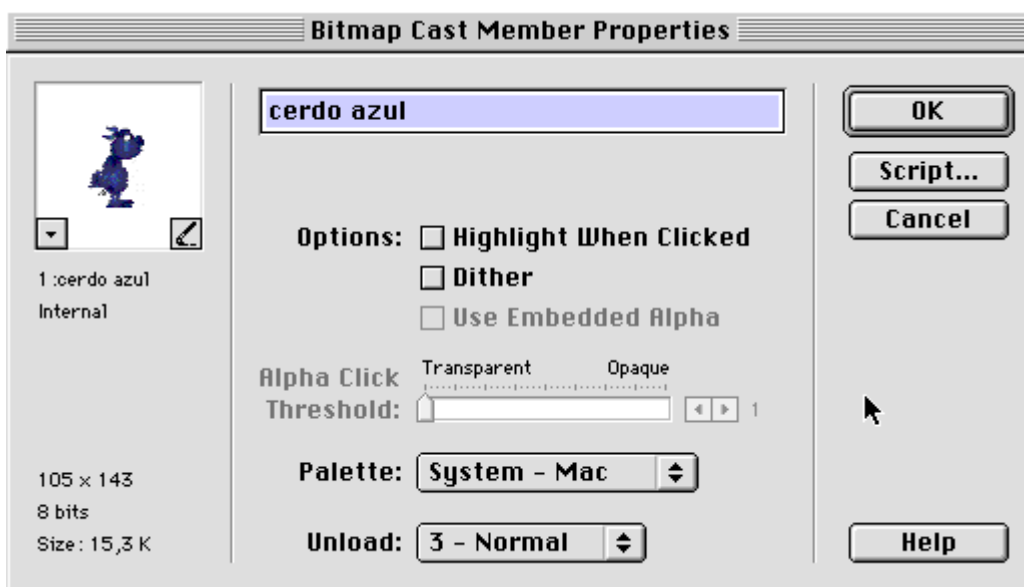 Bitmap Cast Member Properties
cerdo azul
OK
Script...
Cancel
Options: Highlight When Clicked
Dither
Use Embedded Alpha
1 :cerdo azul
Internal
Alpha Click Threshold:
Transparent Opaque
1
Palette: System - Mac
105 x 143
8 bits
Size: 15,3 K
Unload: 3 - Normal
Help